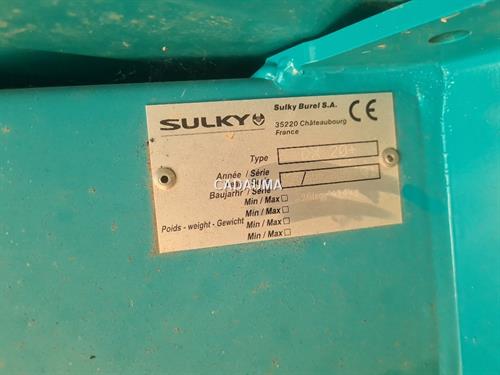 SULKY
Sulky Burel S.A.
35220 Châteaubourg
France
CE
Type
Année / Série
Baujarhr / Serie
CADAUMA
Min / Max
Poids - weight - Gewicht
Min / Max
Min / Max
Min / Max